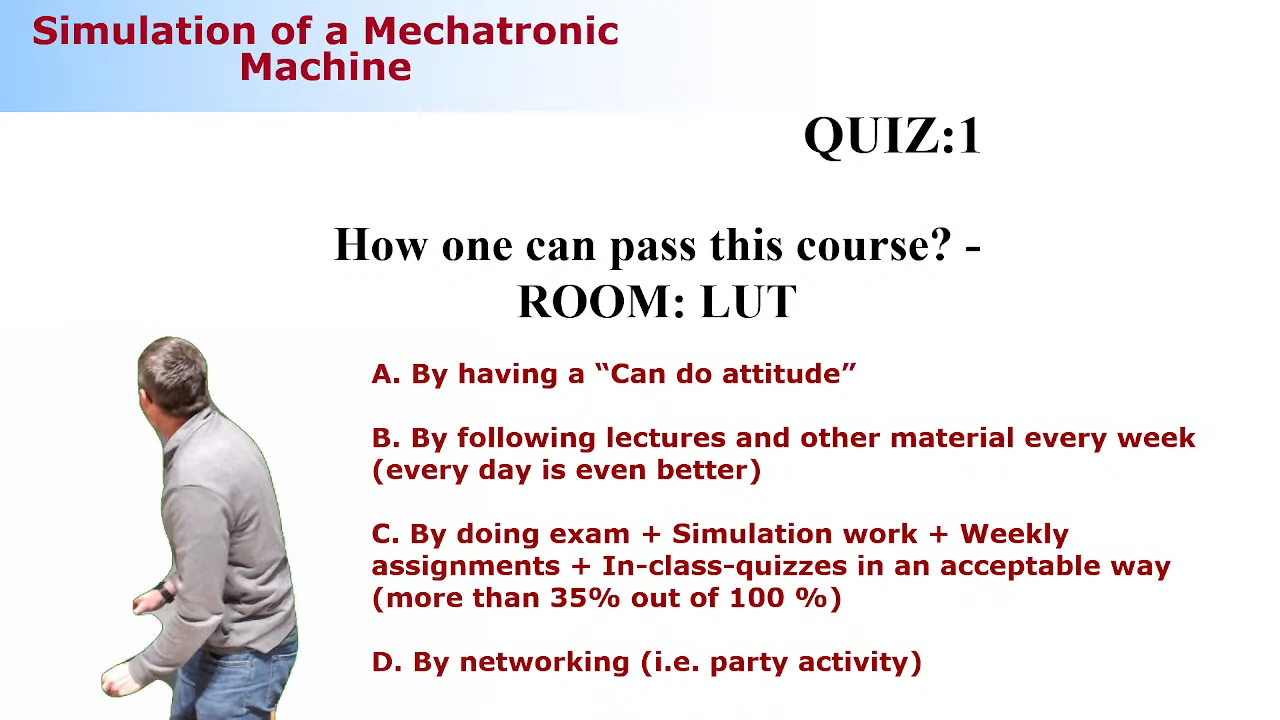 Simulation of a Mechatronic
Machine
QUIZ:1
How one can pass this course? -
ROOM: LUT
A. By having a “Can do attitude”
B. By following lectures and other material every week
(every day is even better)
C. By doing exam + Simulation work + Weekly
assignments + In-class-quizzes in an acceptable way
(more than 35% out of 100 %)
D. By networking (i.e. party activity)